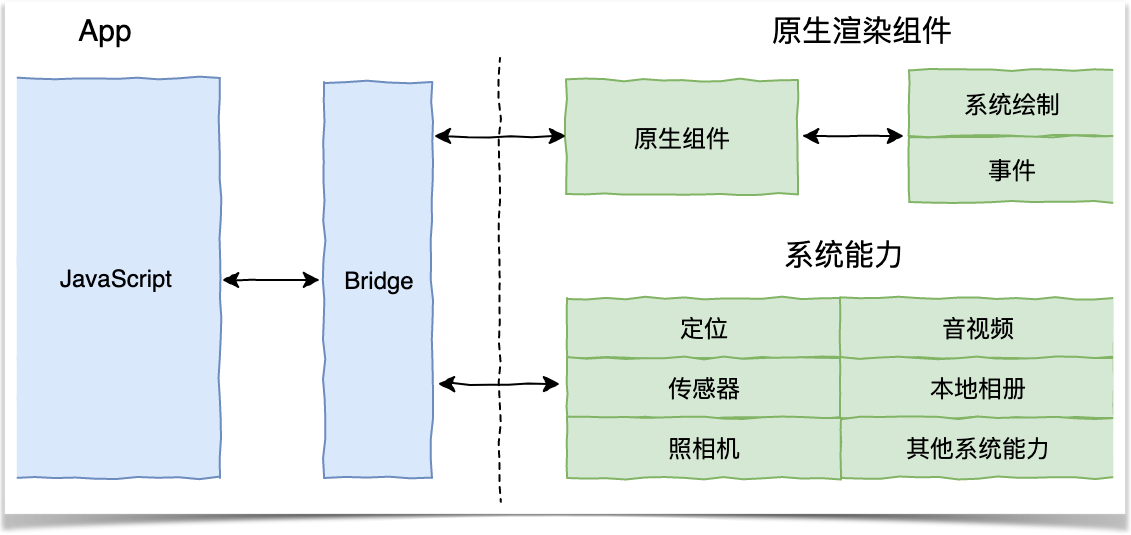 App
原生渲染组件
JavaScript
Bridge
原生组件
系统绘制
事件
系统能力
定位
音视频
传感器
本地相册
照相机
其他系统能力